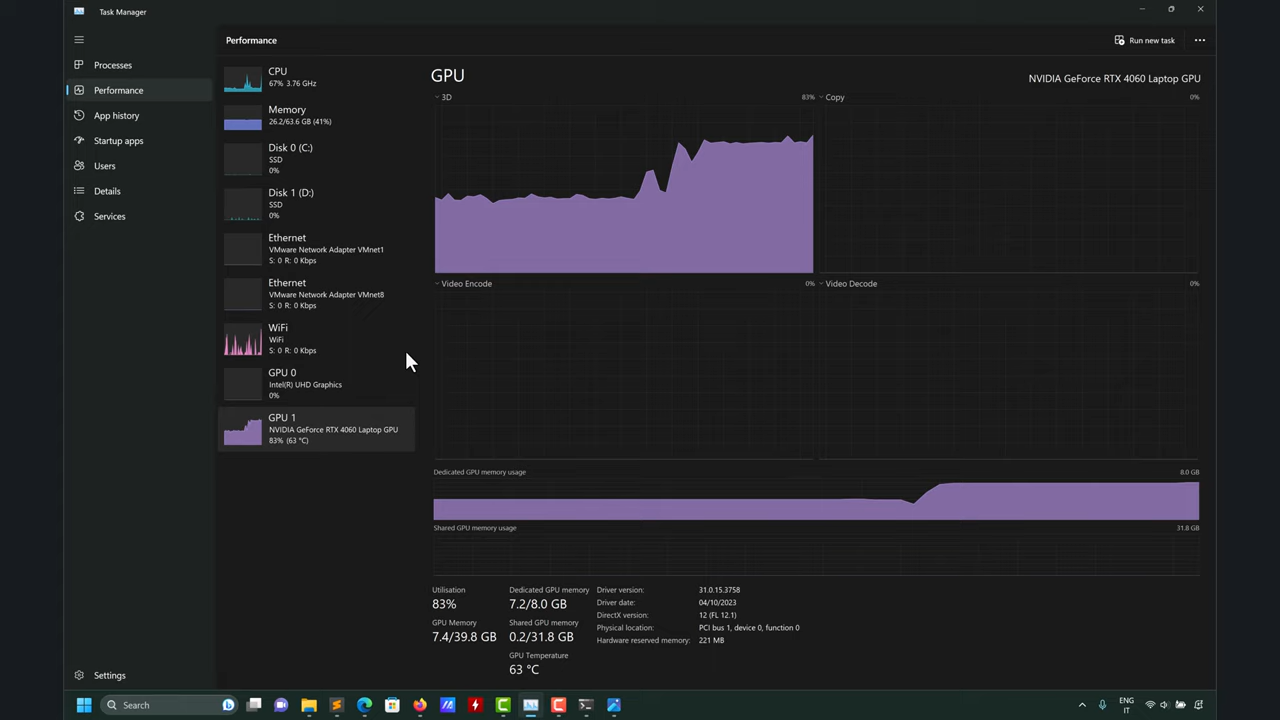 Task Manager
Performance
Run new task
Processes
Performance
App history
Startup apps
Users
Details
Services
Settings
CPU
67% 3.76 GHz
Memory
26.2/63.6 GB (41%)
Disk 0 (C:)
SSD
0%
Disk 1 (D:)
SSD
0%
Ethernet
VMware Network Adapter VMnet1
S: 0 R: 0 Kbps
Ethernet
VMware Network Adapter VMnet8
S: 0 R: 0 Kbps
WiFi
WiFi
S: 0 R: 0 Kbps
GPU 0
Intel(R) UHD Graphics
0%
GPU 1
NVIDIA GeForce RTX 4060 Laptop GPU
83% (63 °C)
GPU
NVIDIA GeForce RTX 4060 Laptop GPU
3D
83%
Copy
0%
Video Encode
0%
Video Decode
0%
Dedicated GPU memory usage
8.0 GB
Shared GPU memory usage
31.8 GB
Utilisation
83%
Dedicated GPU memory
7.2/8.0 GB
GPU Memory
7.4/39.8 GB
Shared GPU memory
0.2/31.8 GB
GPU Temperature
63 °C
Driver version: 31.0.15.3758
Driver date: 04/10/2023
DirectX version: 12 (FL 12.1)
Physical location: PCI bus 1, device 0, function 0
Hardware reserved memory: 221 MB
Search
ENG
IT